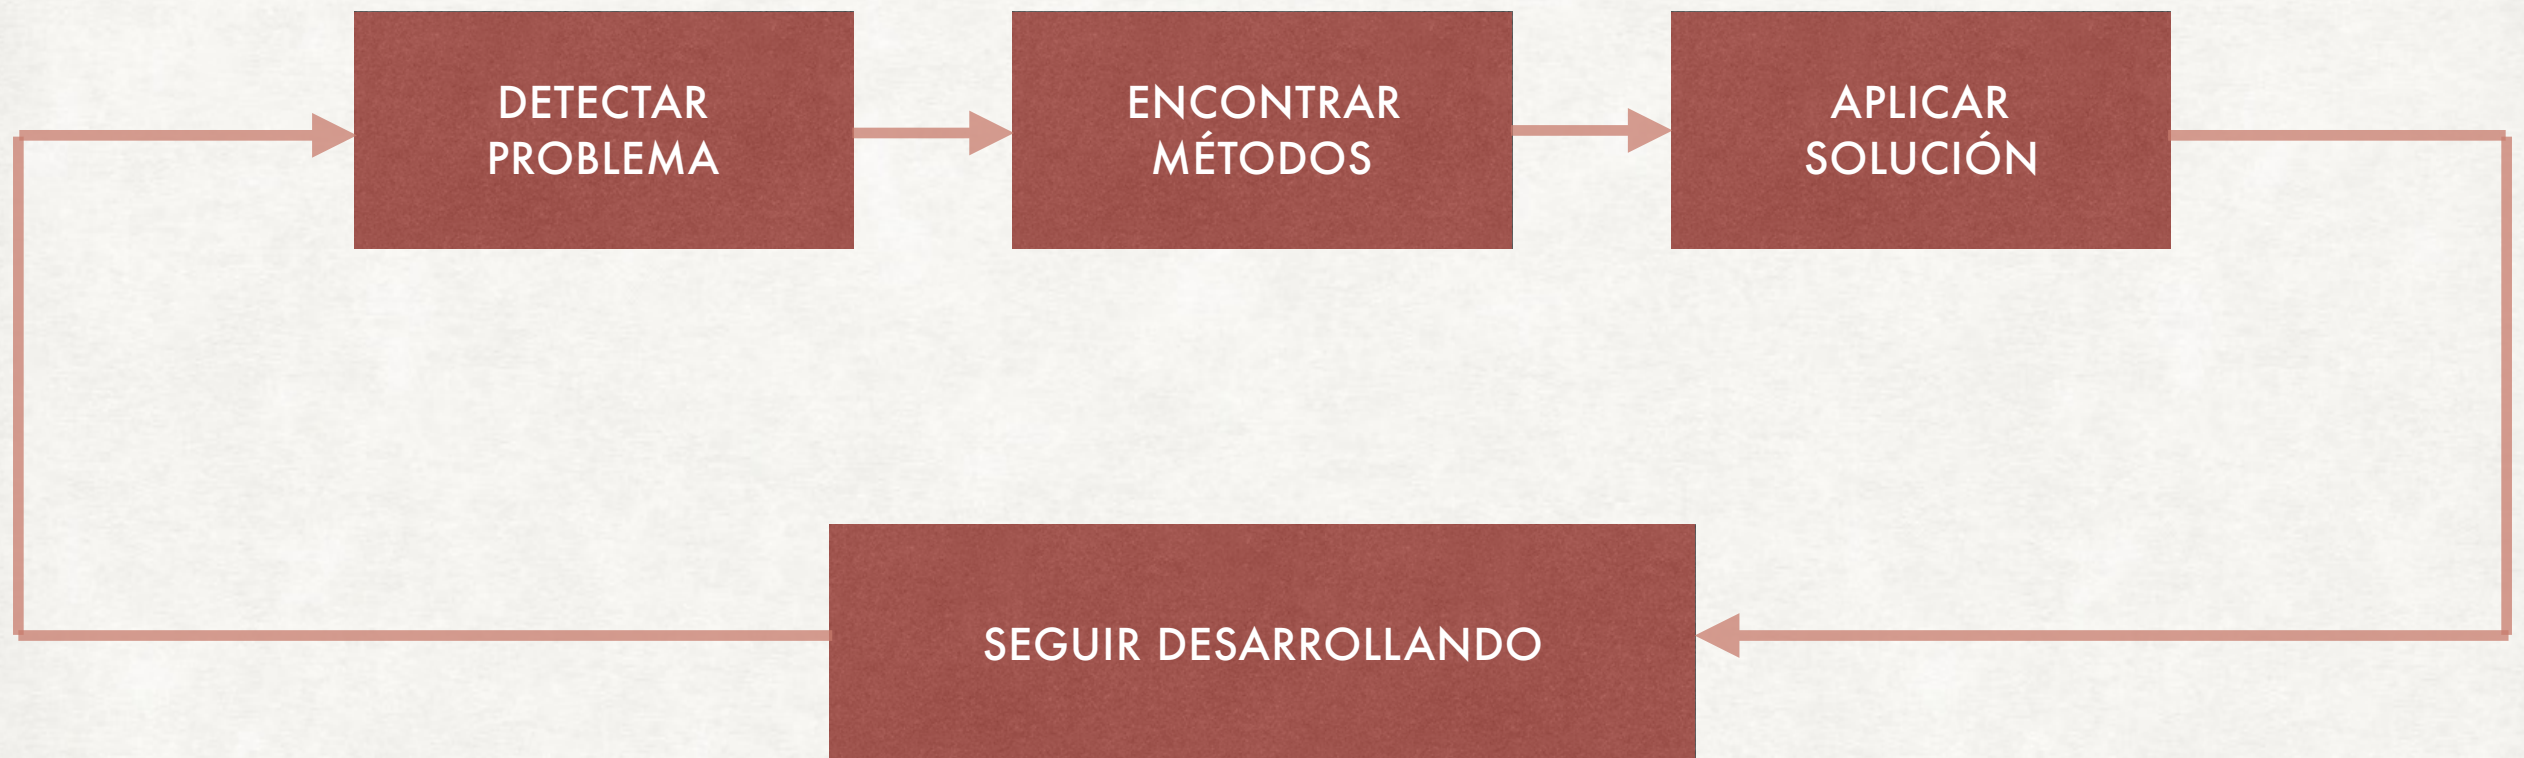 DETECTAR
PROBLEMA
ENCONTRAR
MÉTODOS
APLICAR
SOLUCIÓN
SEGUIR DESARROLLANDO